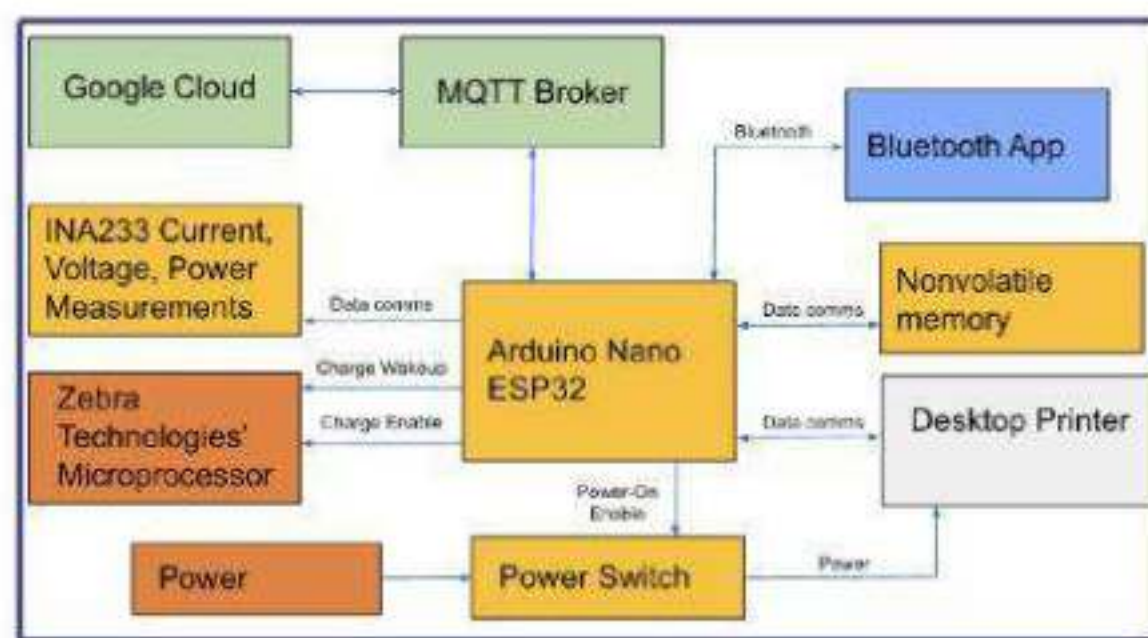 Google Cloud
MQTT Broker
Bluetooth
Bluetooth App
INA233 Current,
Voltage, Power
Measurements
Data comms
Arduino Nano
ESP32
Data comms
Nonvolatile
memory
Charge Wakeup
Zebra
Technologies'
Microprocessor
Charge Enable
Data comms
Desktop Printer
Power-On
Enable
Power
Power Switch
Power